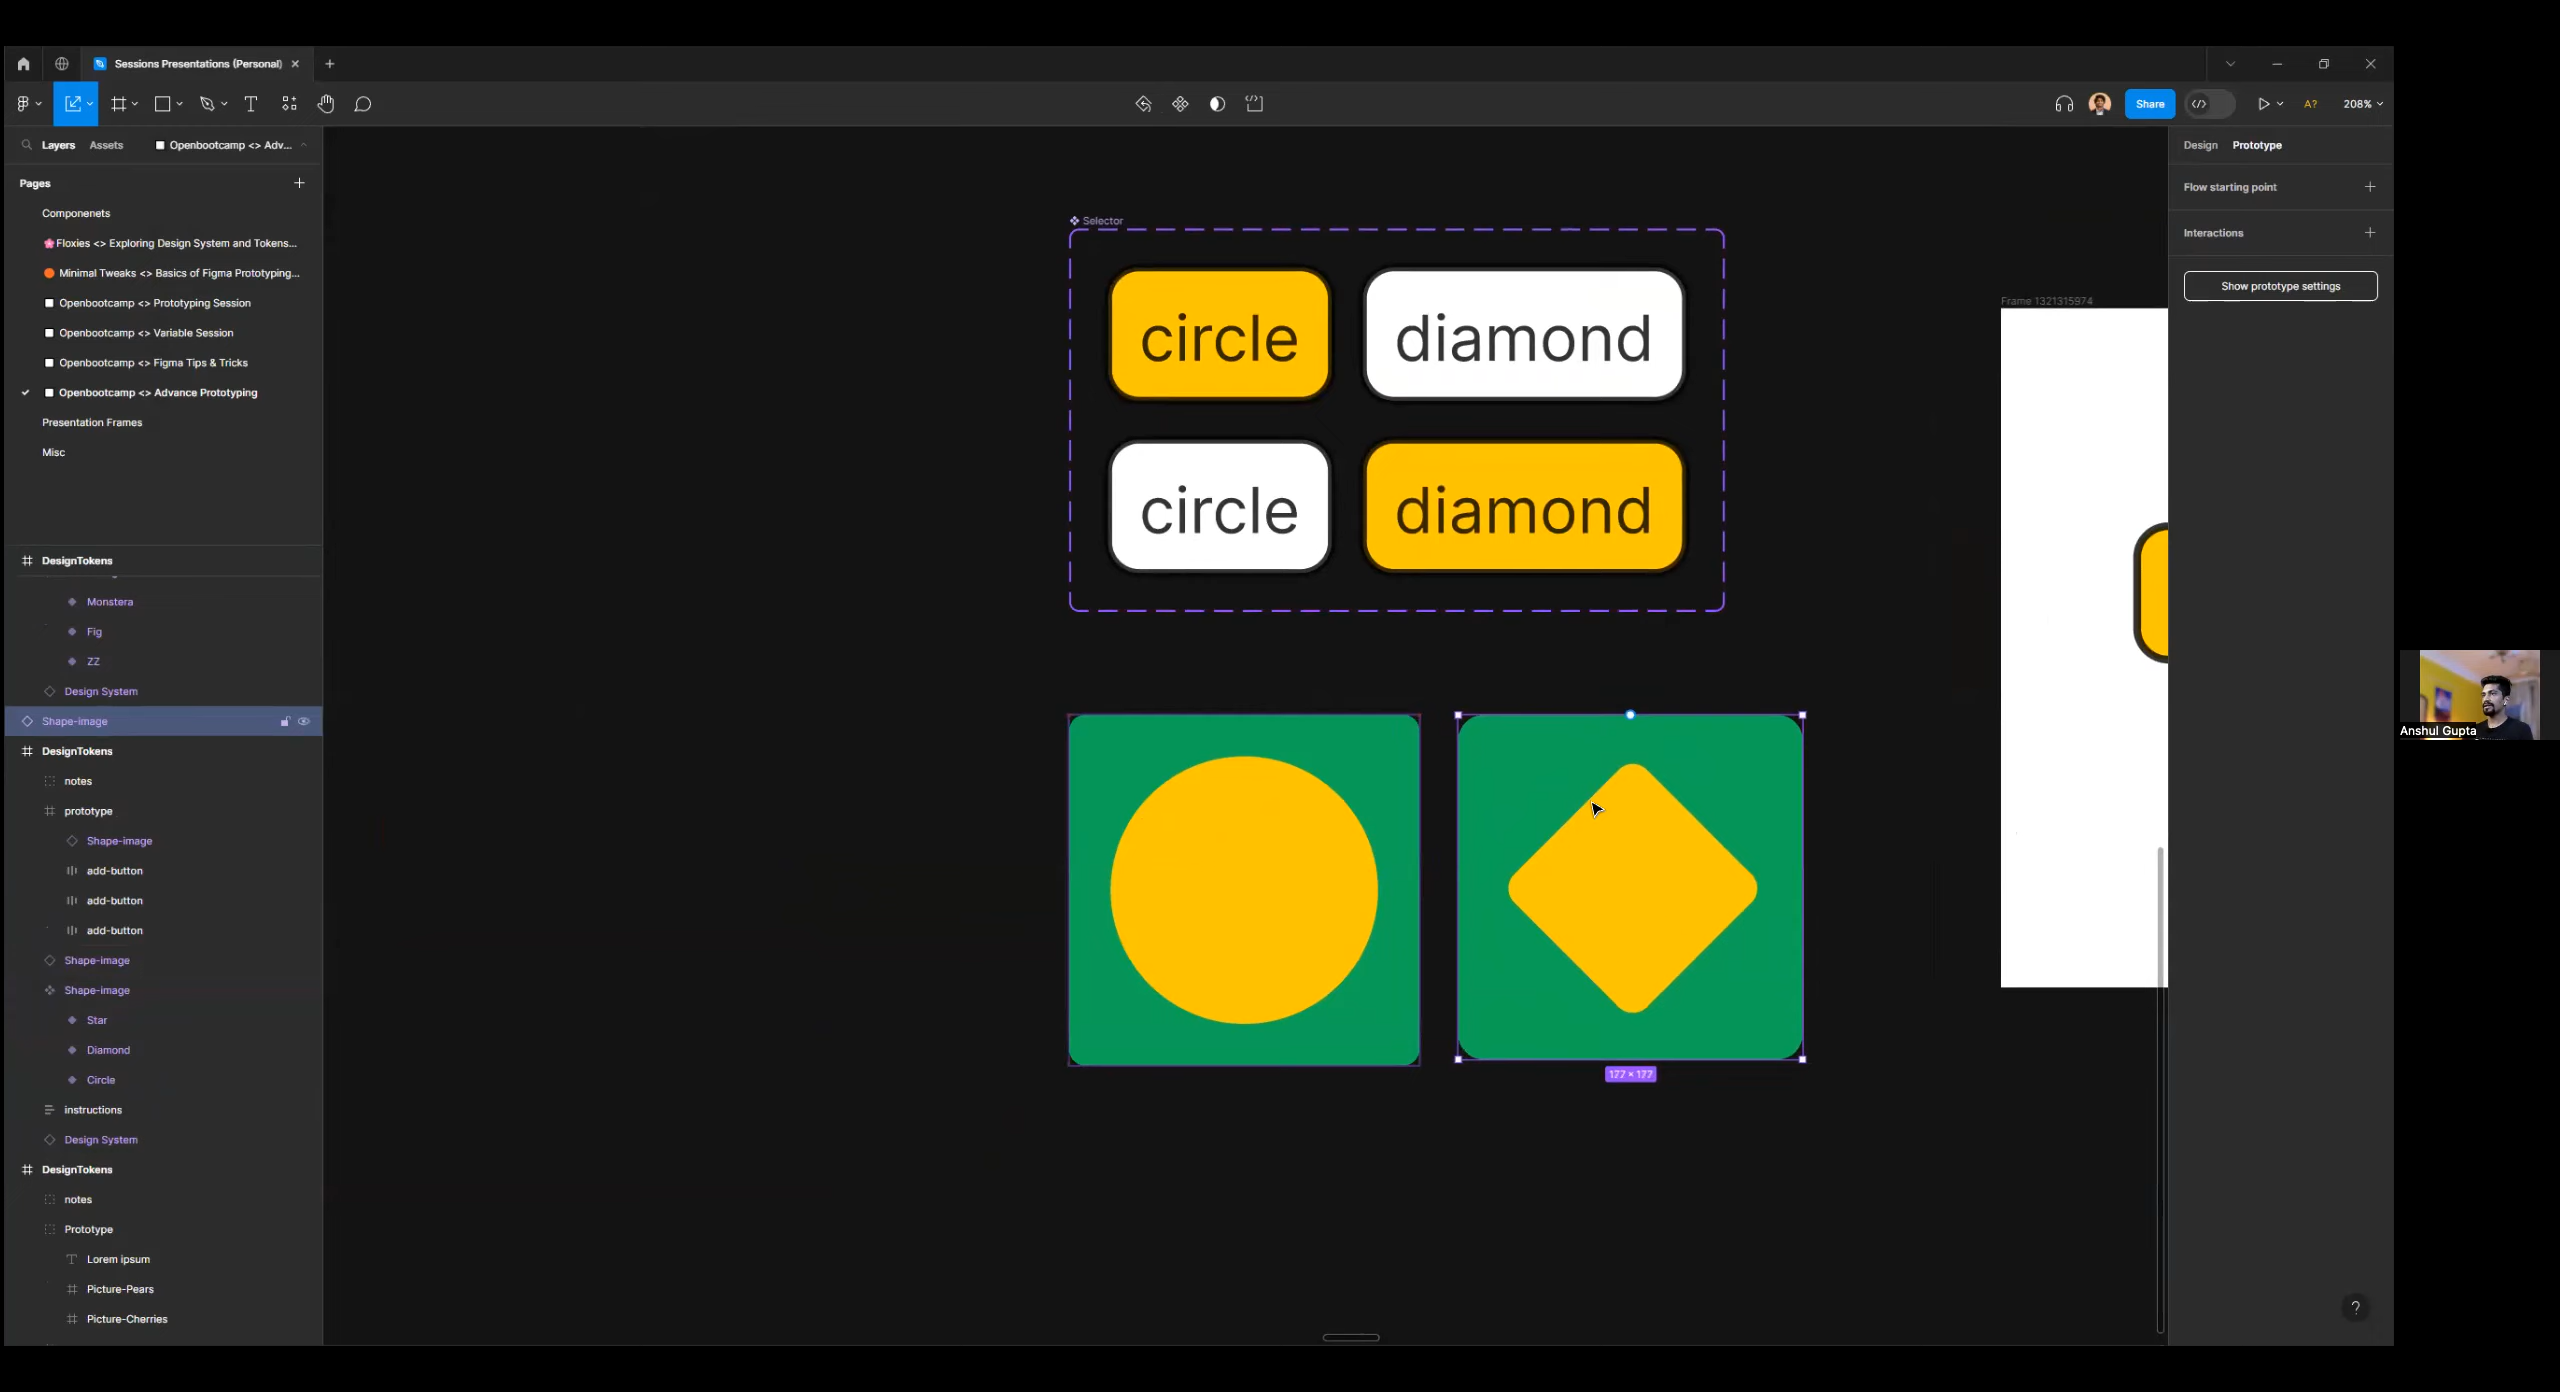 Sessions Presentations (Personal)
Share
A?
208%
Layers
Assets
Openbootcamp <> Adv...
Design
Prototype
Pages
Flow starting point
Componenets
Interactions
Floxies <> Exploring Design System and Tokens...
Minimal Tweaks <> Basics of Figma Prototyping...
Show prototype settings
Openbootcamp <> Prototyping Session
Openbootcamp <> Variable Session
Openbootcamp <> Figma Tips & Tricks
Openbootcamp <> Advance Prototyping
Presentation Frames
Misc
DesignTokens
Monstera
Fig
ZZ
Design System
Shape-image
DesignTokens
notes
prototype
Shape-image
add-button
add-button
add-button
Shape-image
Shape-image
Star
Diamond
Circle
instructions
Design System
DesignTokens
notes
Prototype
Lorem ipsum
Picture-Pears
Picture-Cherries
Selector
circle
diamond
circle
diamond
177 × 177
Frame 1321315974
?
Anshul Gupta